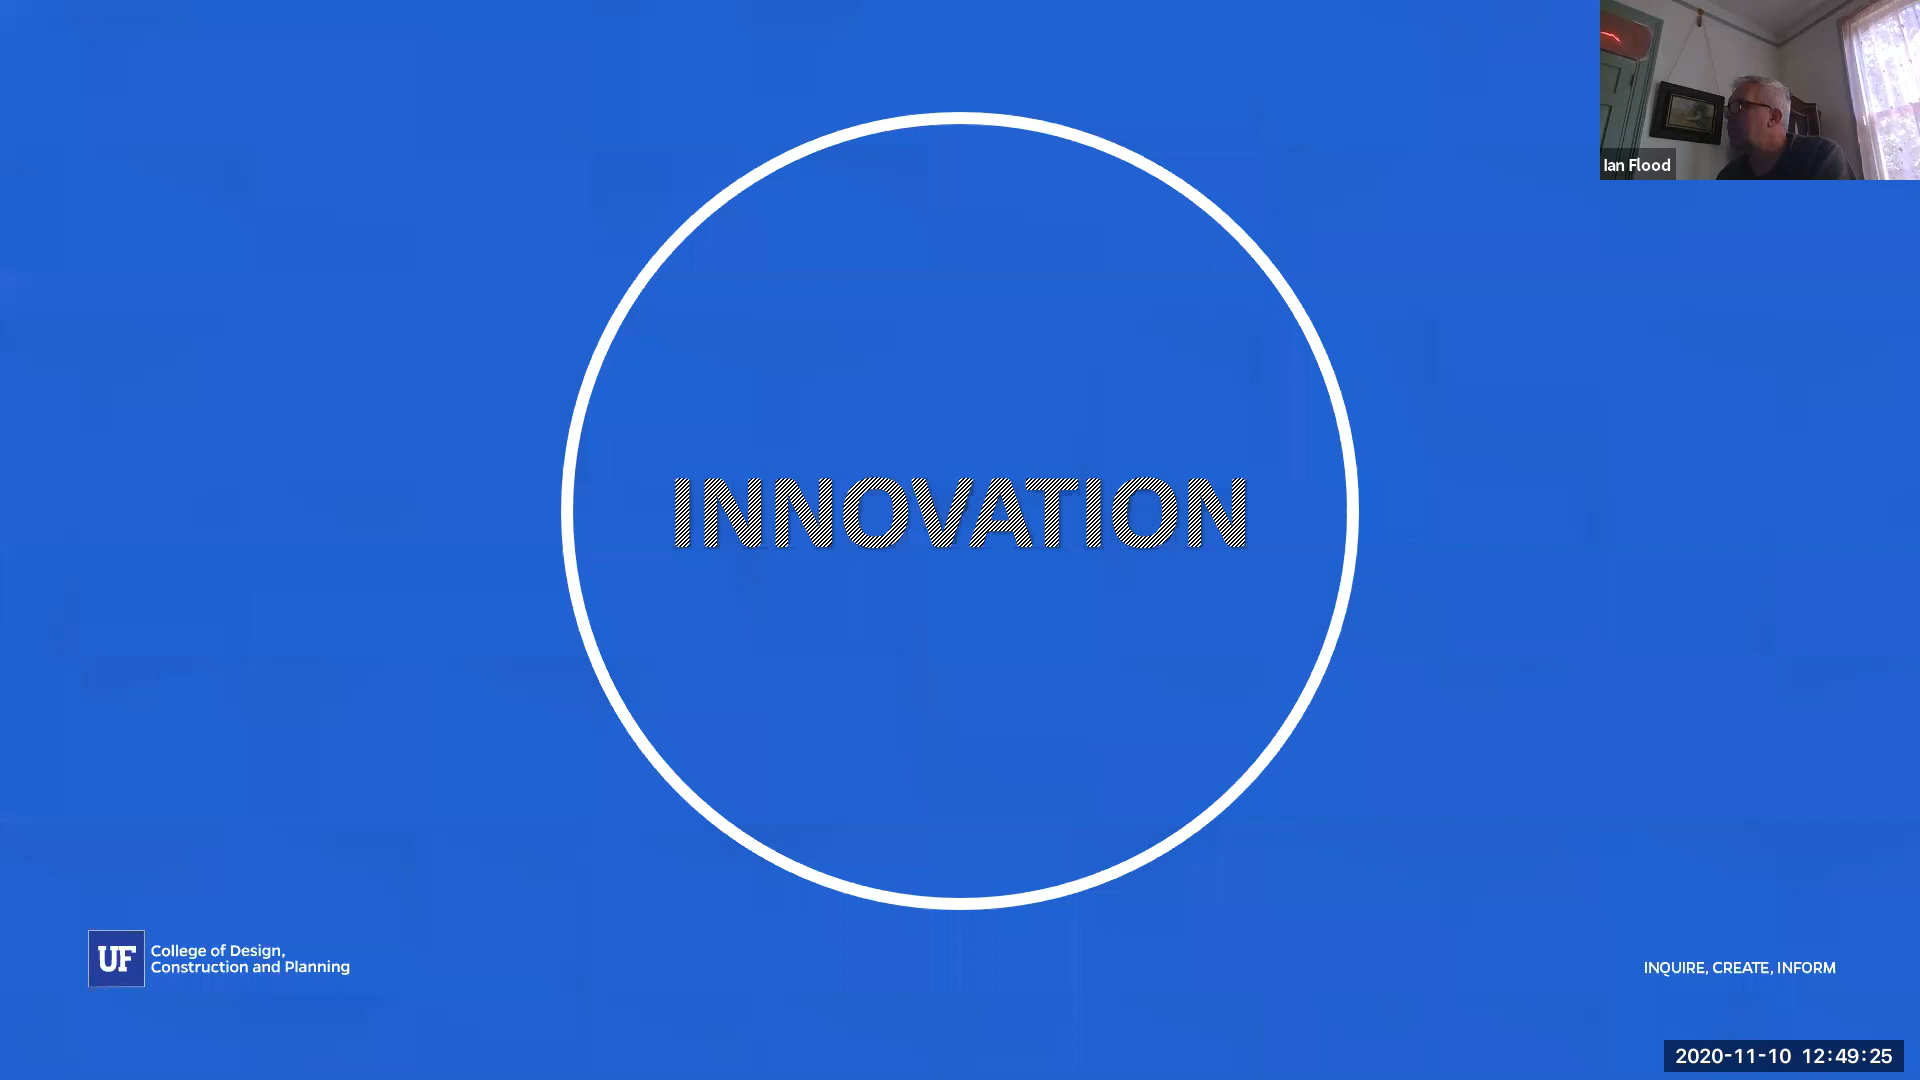 Ian Flood
INNOVATION
UF
College of Design,
Construction and Planning
INQUIRE, CREATE, INFORM
2020-11-10 12:49:25